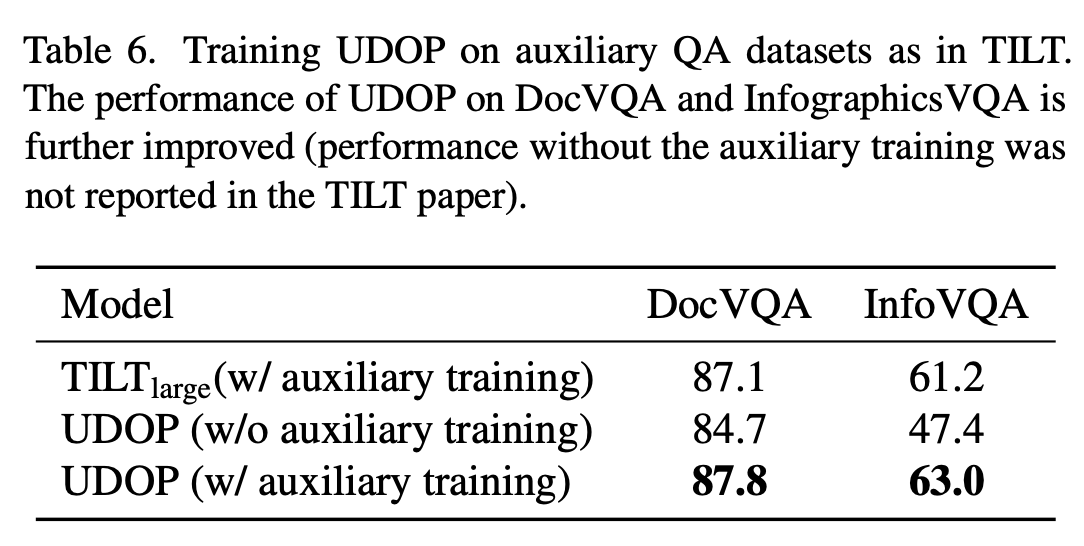 Table 6. Training UDOP on auxiliary QA datasets as in TILT.
The performance of UDOP on DocVQA and InfographicsVQA is
further improved (performance without the auxiliary training was
not reported in the TILT paper).
Model DocVQA InfoVQA
TILTlarge(w/ auxiliary training) 87.1 61.2
UDOP (w/o auxiliary training) 84.7 47.4
UDOP (w/ auxiliary training) 87.8 63.0